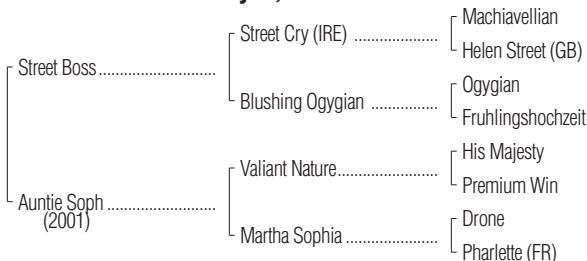 Machiavellian
Street Cry (IRE) ....................
Helen Street (GB)
Street Boss............................
Ogygian
Blushing Ogygian ................
Fruhlingshochzeit
His Majesty
Valiant Nature........................
Premium Win
Auntie Soph ..........................
(2001)
Drone
Martha Sophia ......................
Pharlette (FR)